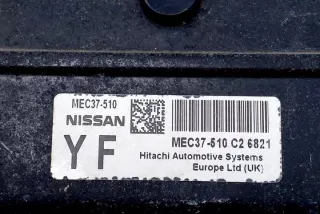 MEC37-510
NISSAN
YF
MEC37-510 C2 6821
Hitachi Automotive Systems
Europe Ltd (UK)